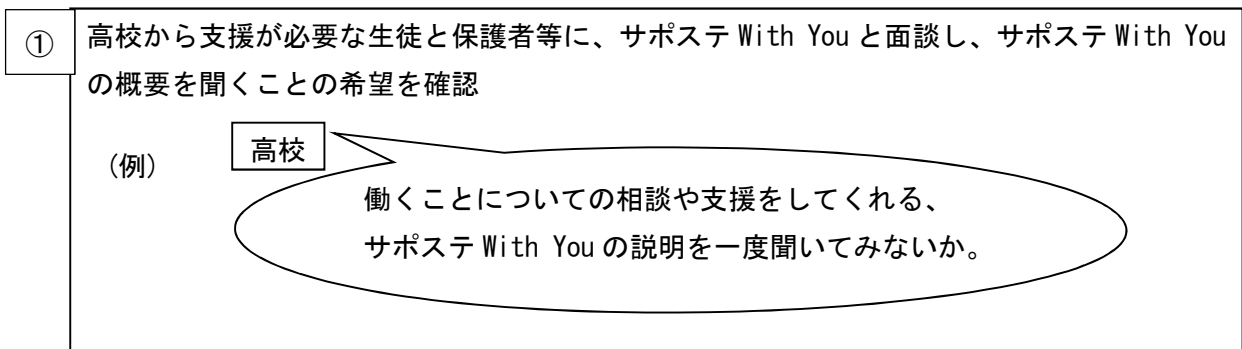 ①
高校から支援が必要な生徒と保護者等に、サポステ With You と面談し、サポステ With You
の概要を聞くことの希望を確認
（例）
高校
働くことについての相談や支援をしてくれる、
サポステ With You の説明を一度聞いてみないか。